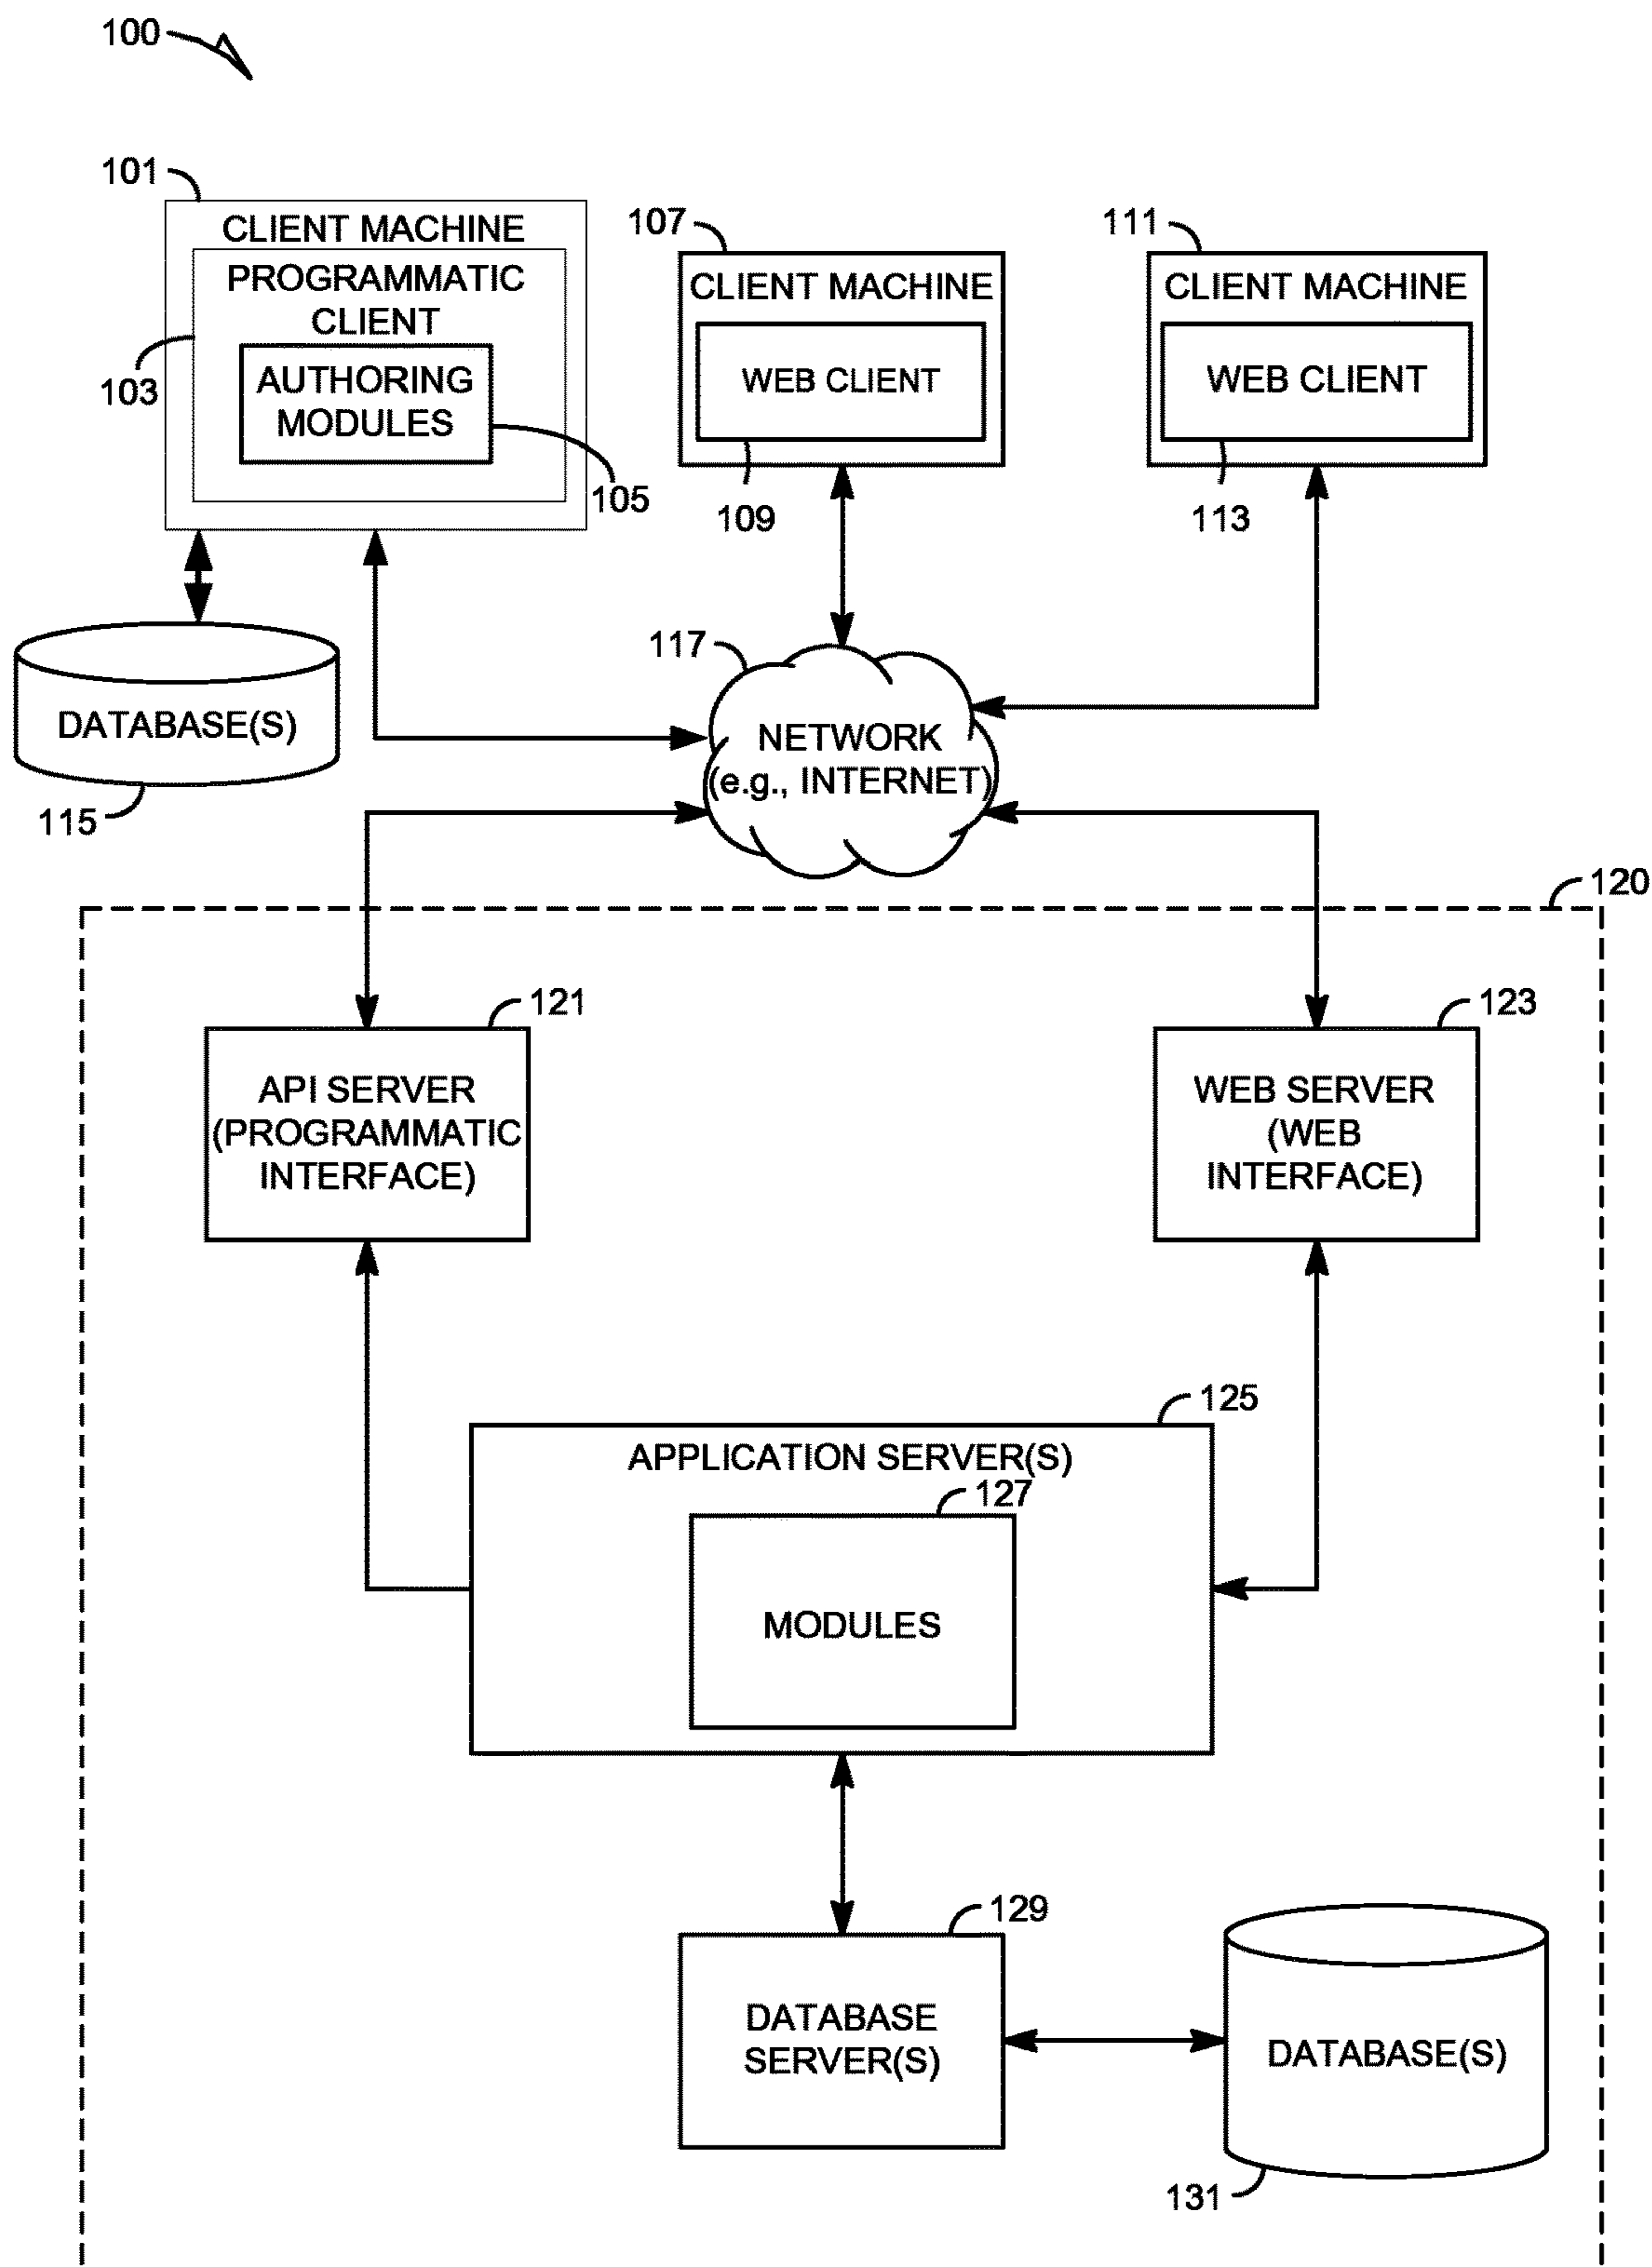 100
101
CLIENT MACHINE
PROGRAMMATIC
CLIENT
103
AUTHORING
MODULES
105
107
CLIENT MACHINE
WEB CLIENT
109
111
CLIENT MACHINE
WEB CLIENT
113
DATABASE(S)
115
117
NETWORK
(e.g., INTERNET)
120
121
API SERVER
(PROGRAMMATIC
INTERFACE)
123
WEB SERVER
(WEB
INTERFACE)
125
APPLICATION SERVER(S)
127
MODULES
129
DATABASE
SERVER(S)
DATABASE(S)
131